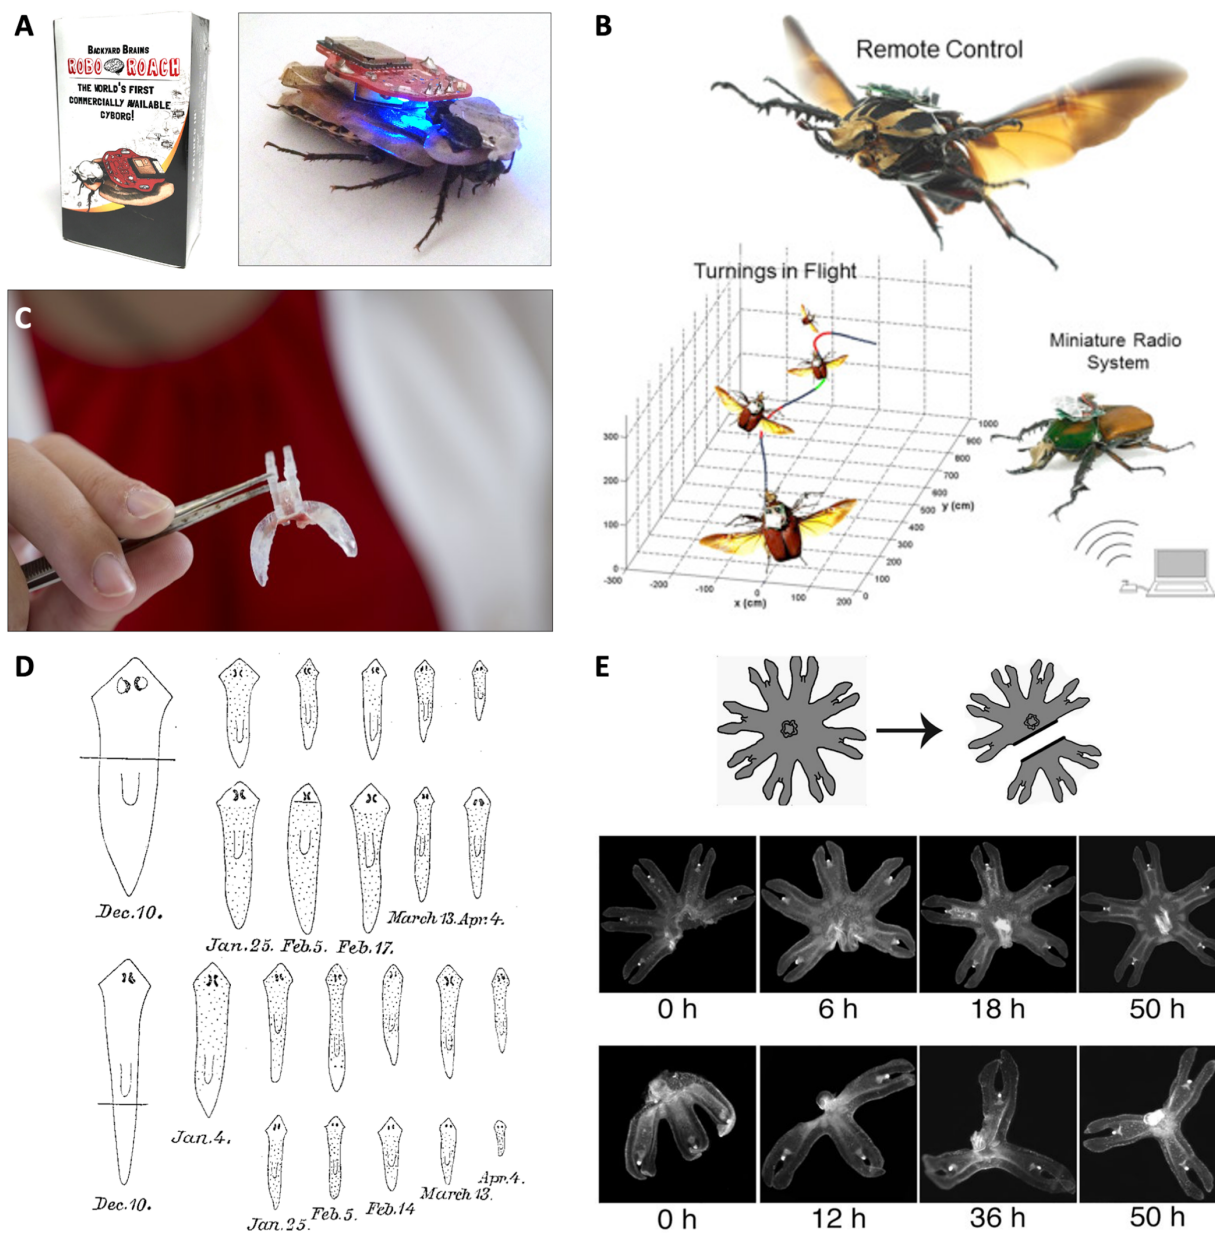 A
BACKYARD BRAINS
ROBO ROACH
THE WORLD'S FIRST
COMMERCIALLY AVAILABLE
CYBORG!
B
Remote Control
Turnings in Flight
300
200
100
0
-300
-200
-100
0
100
200
x (cm)
0
100
200
300
400
500
600
700
800
900
1000
y (cm)
Miniature Radio
System
C
D
Dec.10.
Jan.25. Feb.5. Feb.17.
March 13. Apr.4.
Dec.10.
Jan.4.
Jan.25. Feb.5. Feb.14 March 13. Apr.4.
E
0 h 6 h 18 h 50 h
0 h 12 h 36 h 50 h